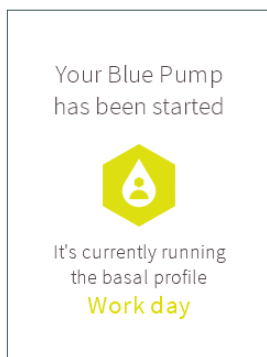 Your Blue Pump
has been started
It's currently running
the basal profile
Work day